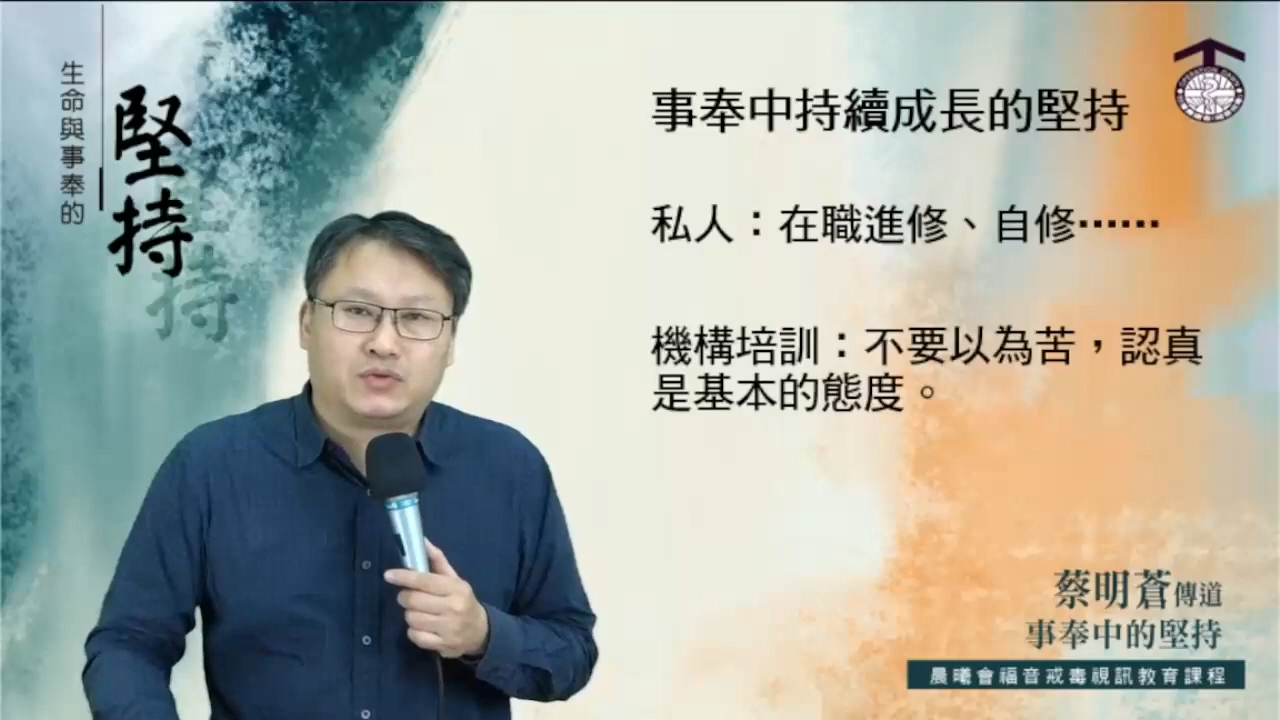 生命與事奉的
堅持
持
事奉中持續成長的堅持
私人：在職進修、自修⋯⋯
機構培訓：不要以為苦，認真
是基本的態度。
蔡明蒼傳道
事奉中的堅持
晨曦會福音戒毒視訊教育課程